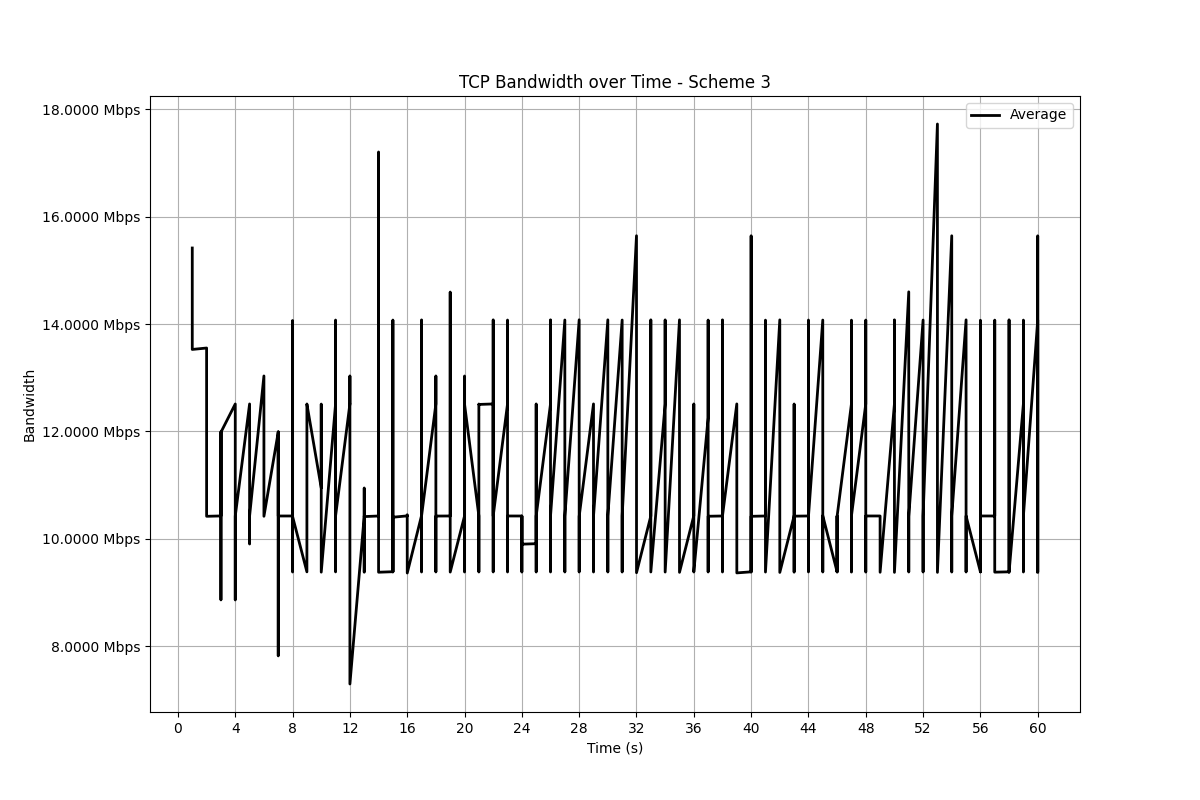 TCP Bandwidth over Time - Scheme 3
18.0000 Mbps
16.0000 Mbps
14.0000 Mbps
12.0000 Mbps
10.0000 Mbps
8.0000 Mbps
Bandwidth
Average
0 4 8 12 16 20 24 28 32 36 40 44 48 52 56 60
Time (s)